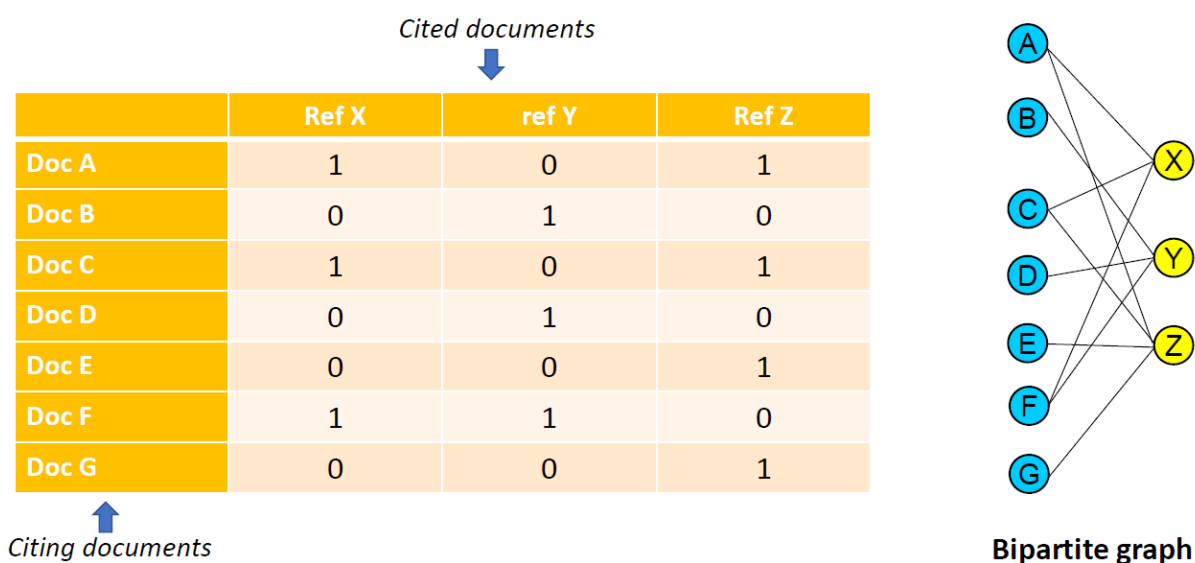 Cited documents
Ref X ref Y Ref Z
Doc A 1 0 1
Doc B 0 1 0
Doc C 1 0 1
Doc D 0 1 0
Doc E 0 0 1
Doc F 1 1 0
Doc G 0 0 1
Citing documents
A
B
C
D
E
F
G
X
Y
Z
Bipartite graph